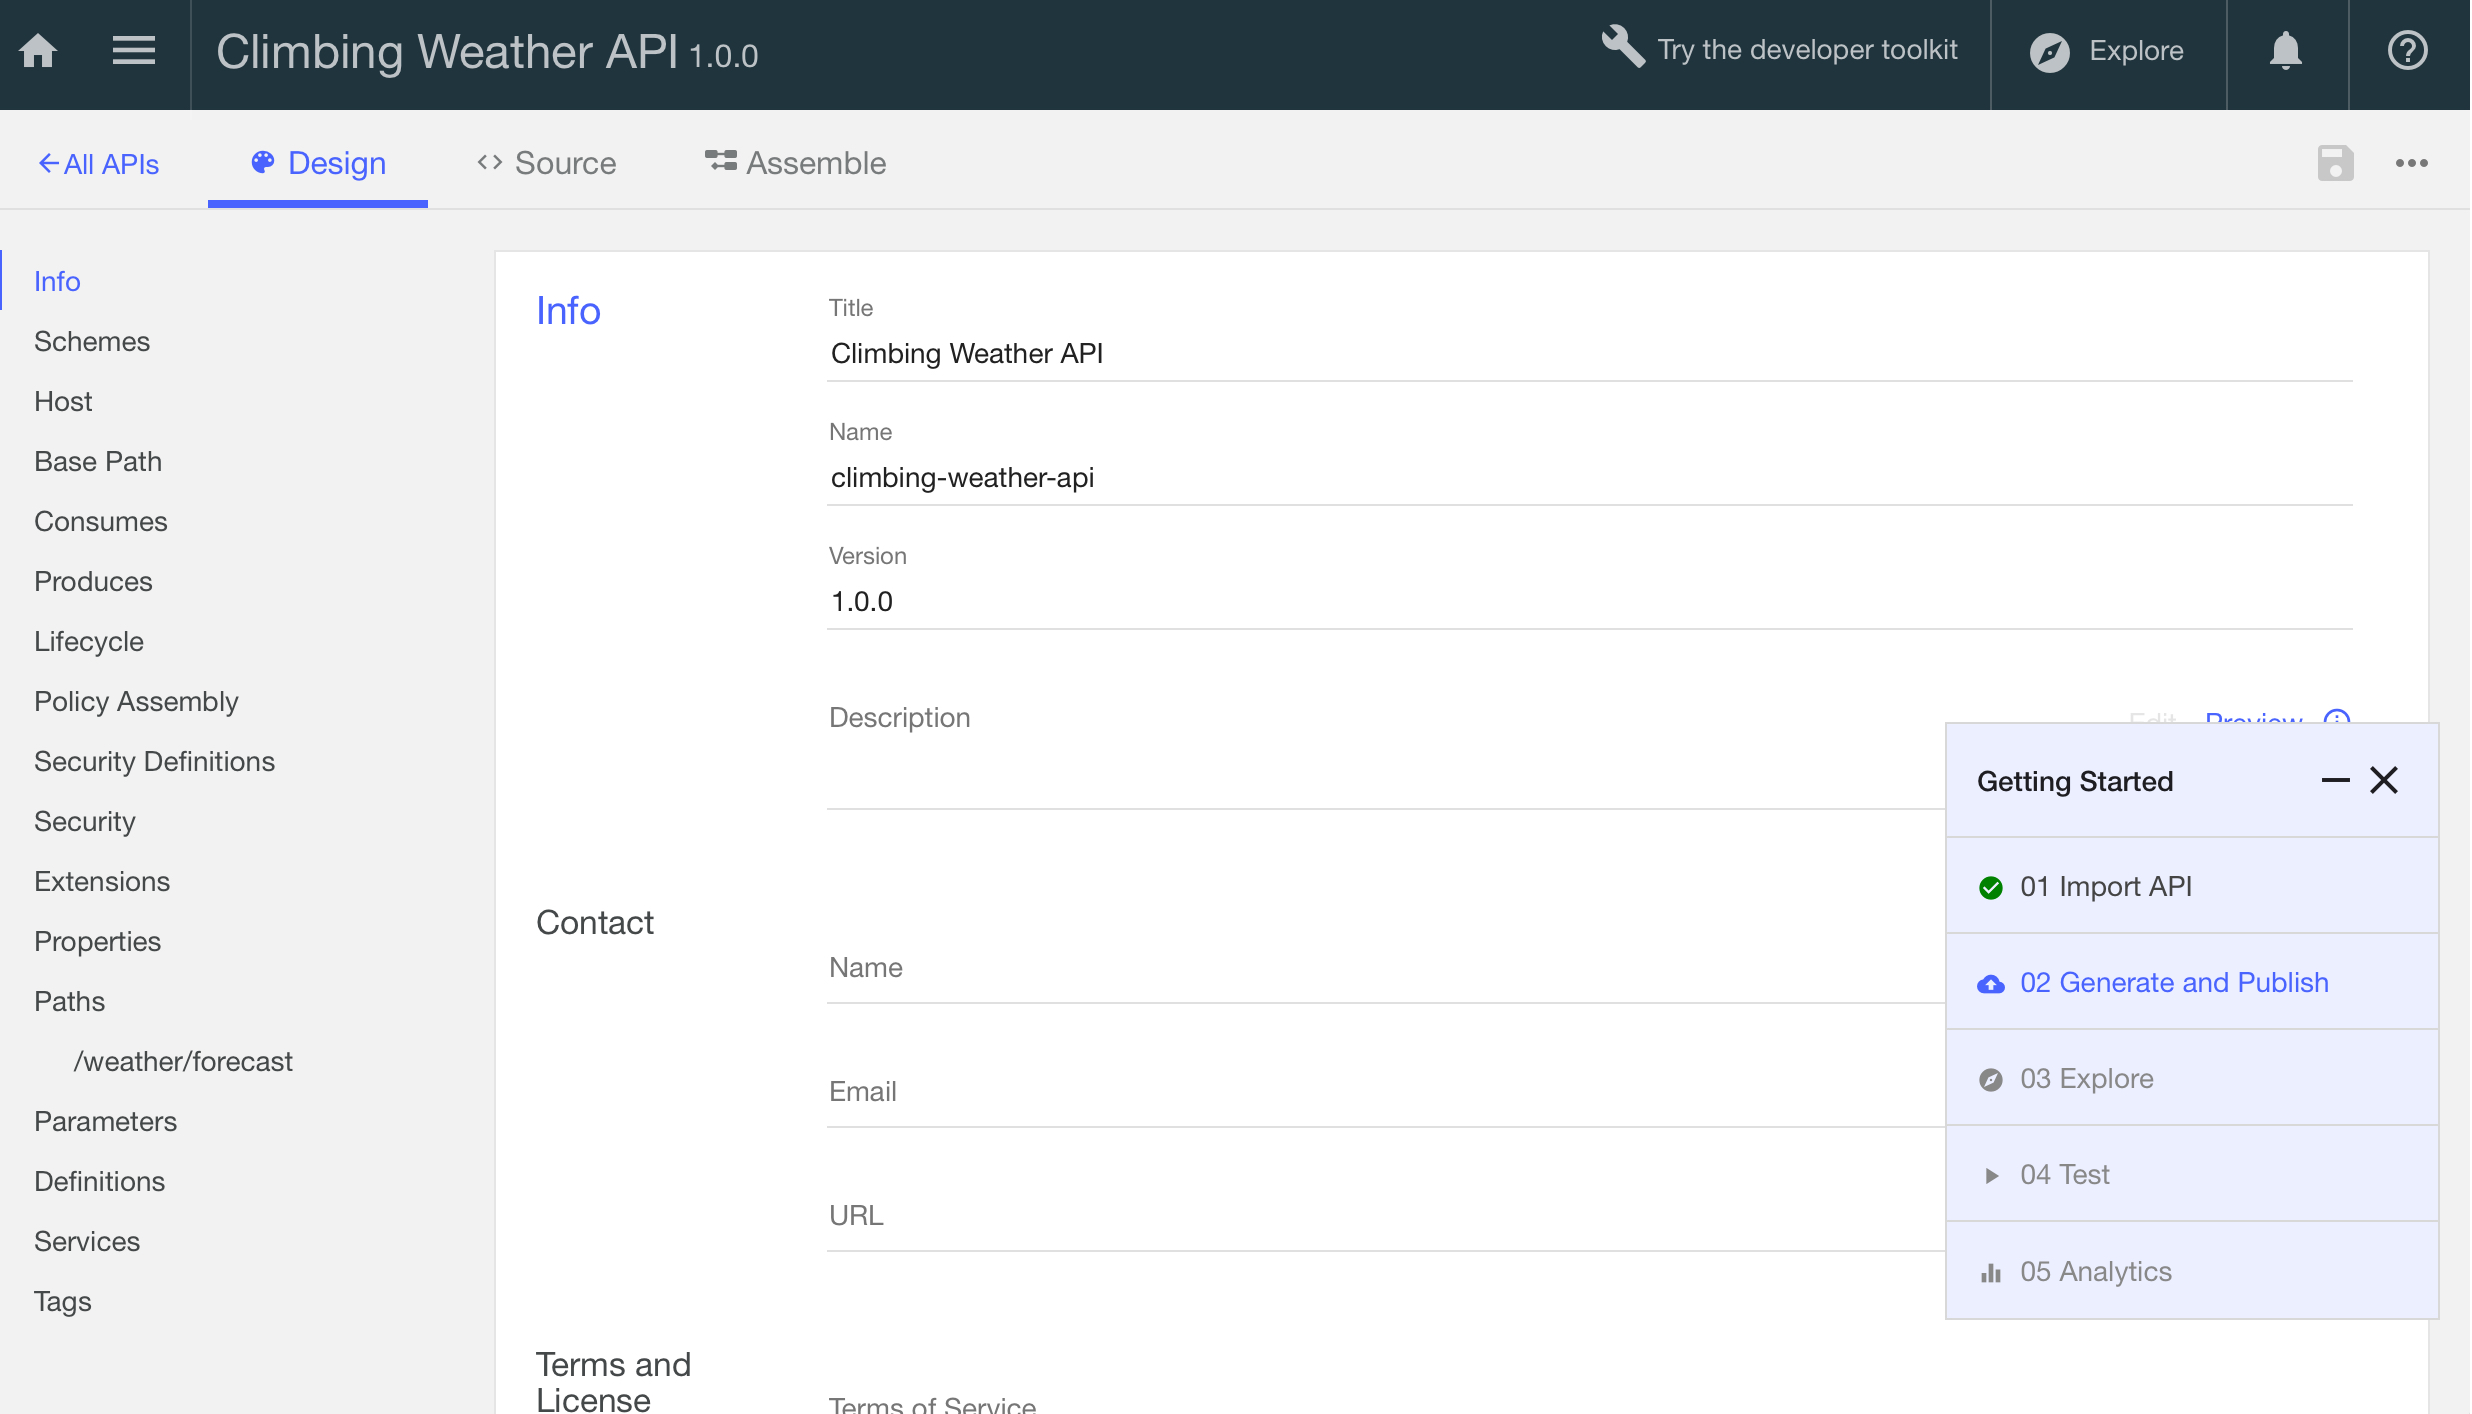 Climbing Weather API 1.0.0
Try the developer toolkit
Explore
All APIs
Design
Source
Assemble
Info
Schemes
Host
Base Path
Consumes
Produces
Lifecycle
Policy Assembly
Security Definitions
Security
Extensions
Properties
Paths
/weather/forecast
Parameters
Definitions
Services
Tags
Info
Title
Climbing Weather API
Name
climbing-weather-api
Version
1.0.0
Description
Edit
Preview
Contact
Name
Email
URL
Terms and
License
Terms of Service
Getting Started
01 Import API
02 Generate and Publish
03 Explore
04 Test
05 Analytics